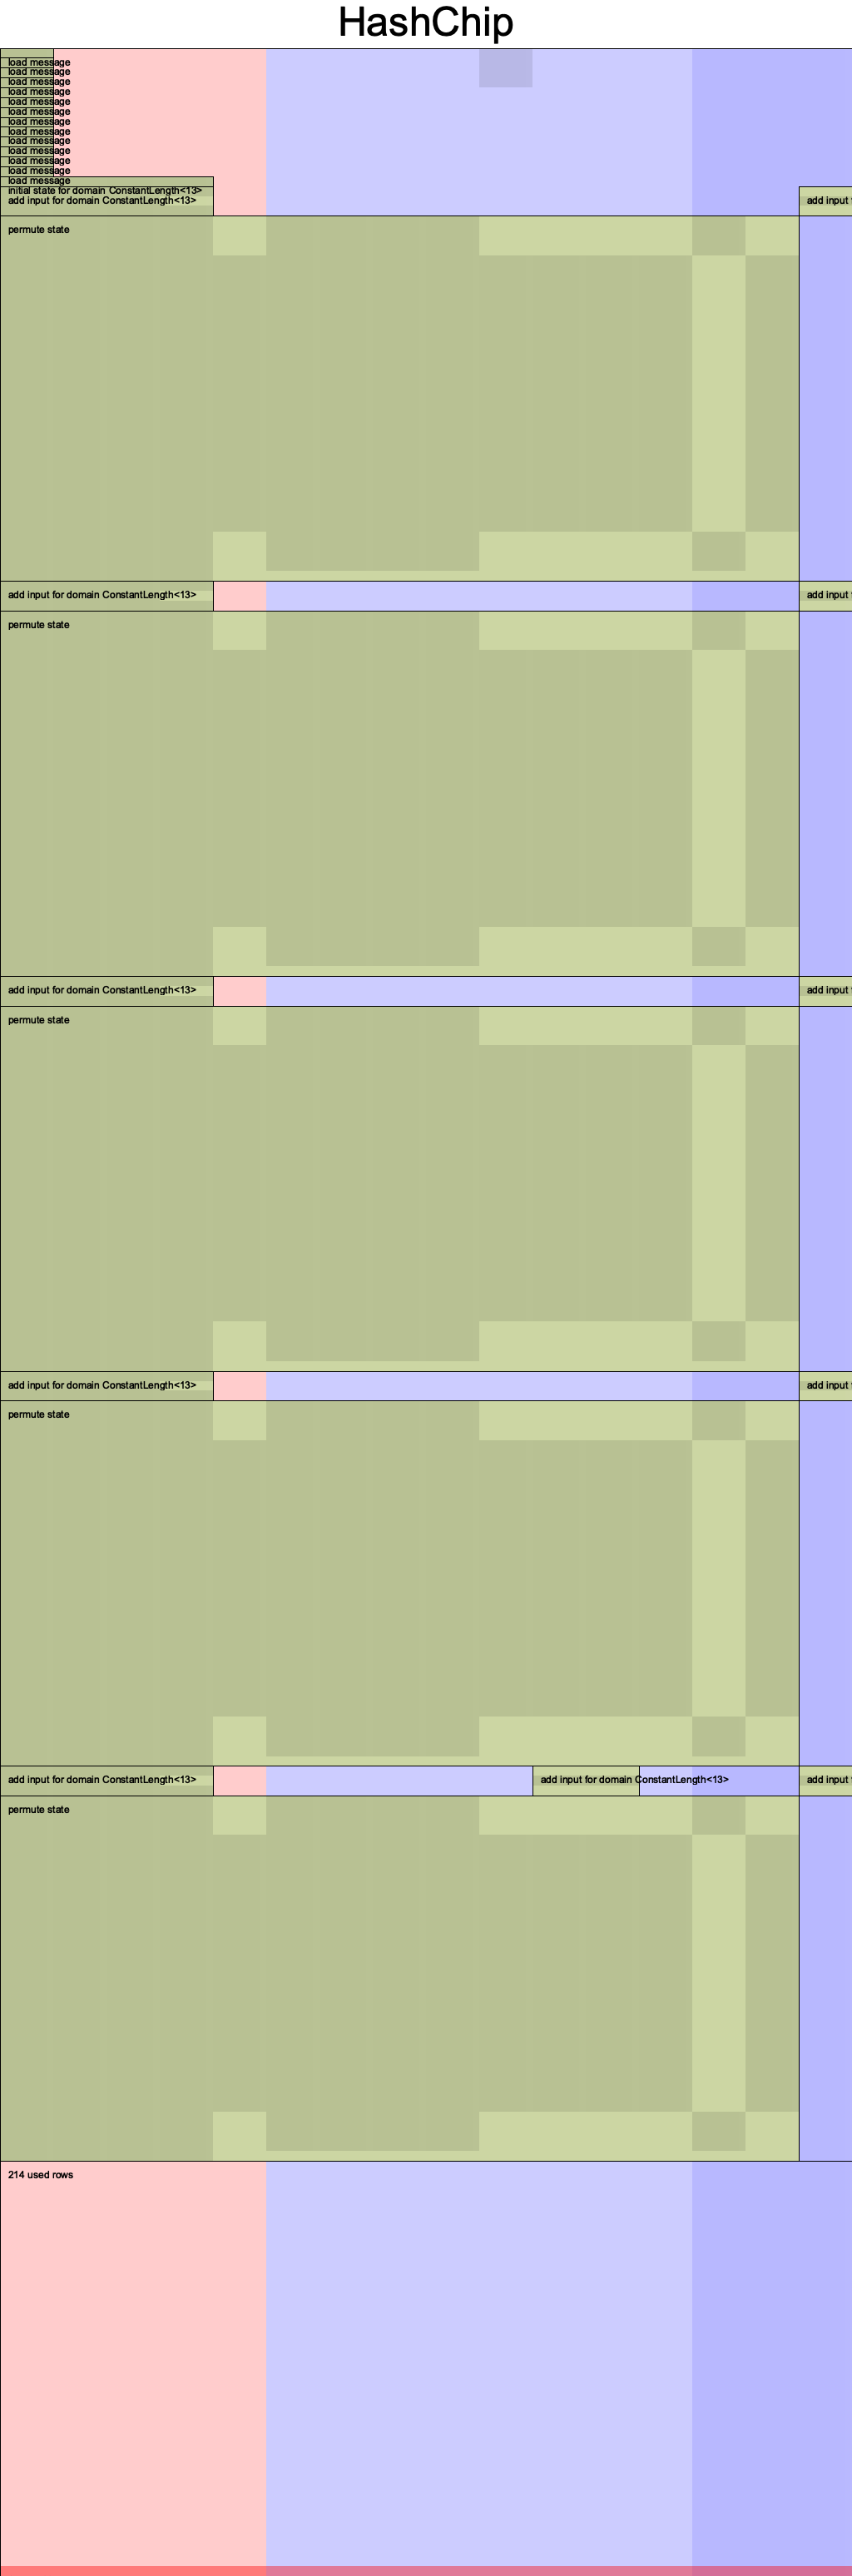 HashChip
load message
load message
load message
load message
load message
load message
load message
load message
load message
load message
load message
load message
load message
initial state for domain ConstantLength<13>
add input for domain ConstantLength<13> add input
permute state
add input for domain ConstantLength<13> add input
permute state
add input for domain ConstantLength<13> add input
permute state
add input for domain ConstantLength<13> add input
permute state
add input for domain ConstantLength<13> add input for domain ConstantLength<13> add input
permute state
214 used rows